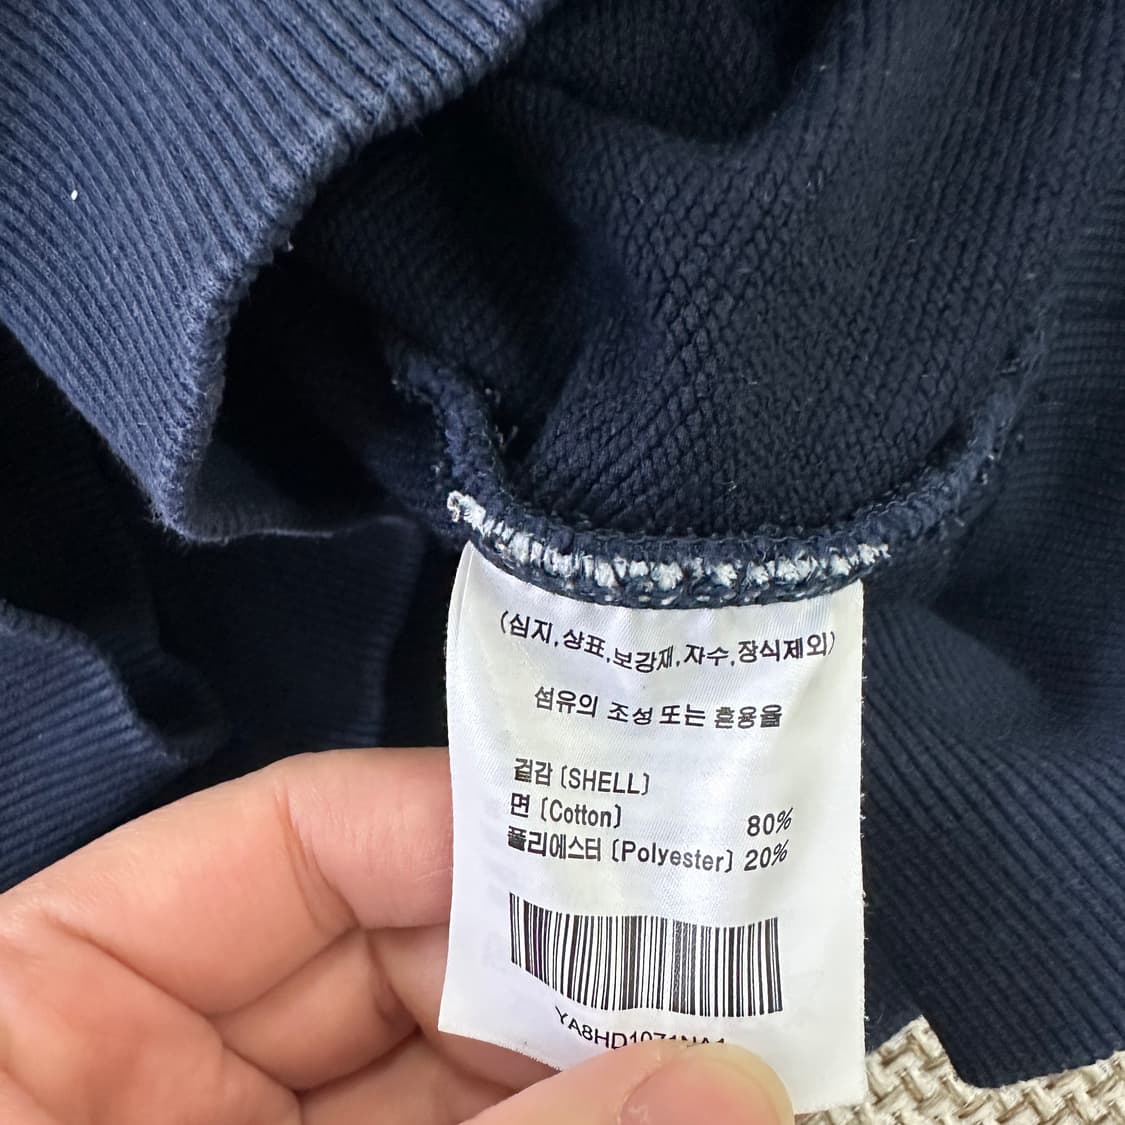 (심지,상표,보강재,자수,장식제외)
섬유의 조성 또는 혼용율
겉감 (SHELL)
면 (Cotton) 80%
폴리에스터 (Polyester) 20%